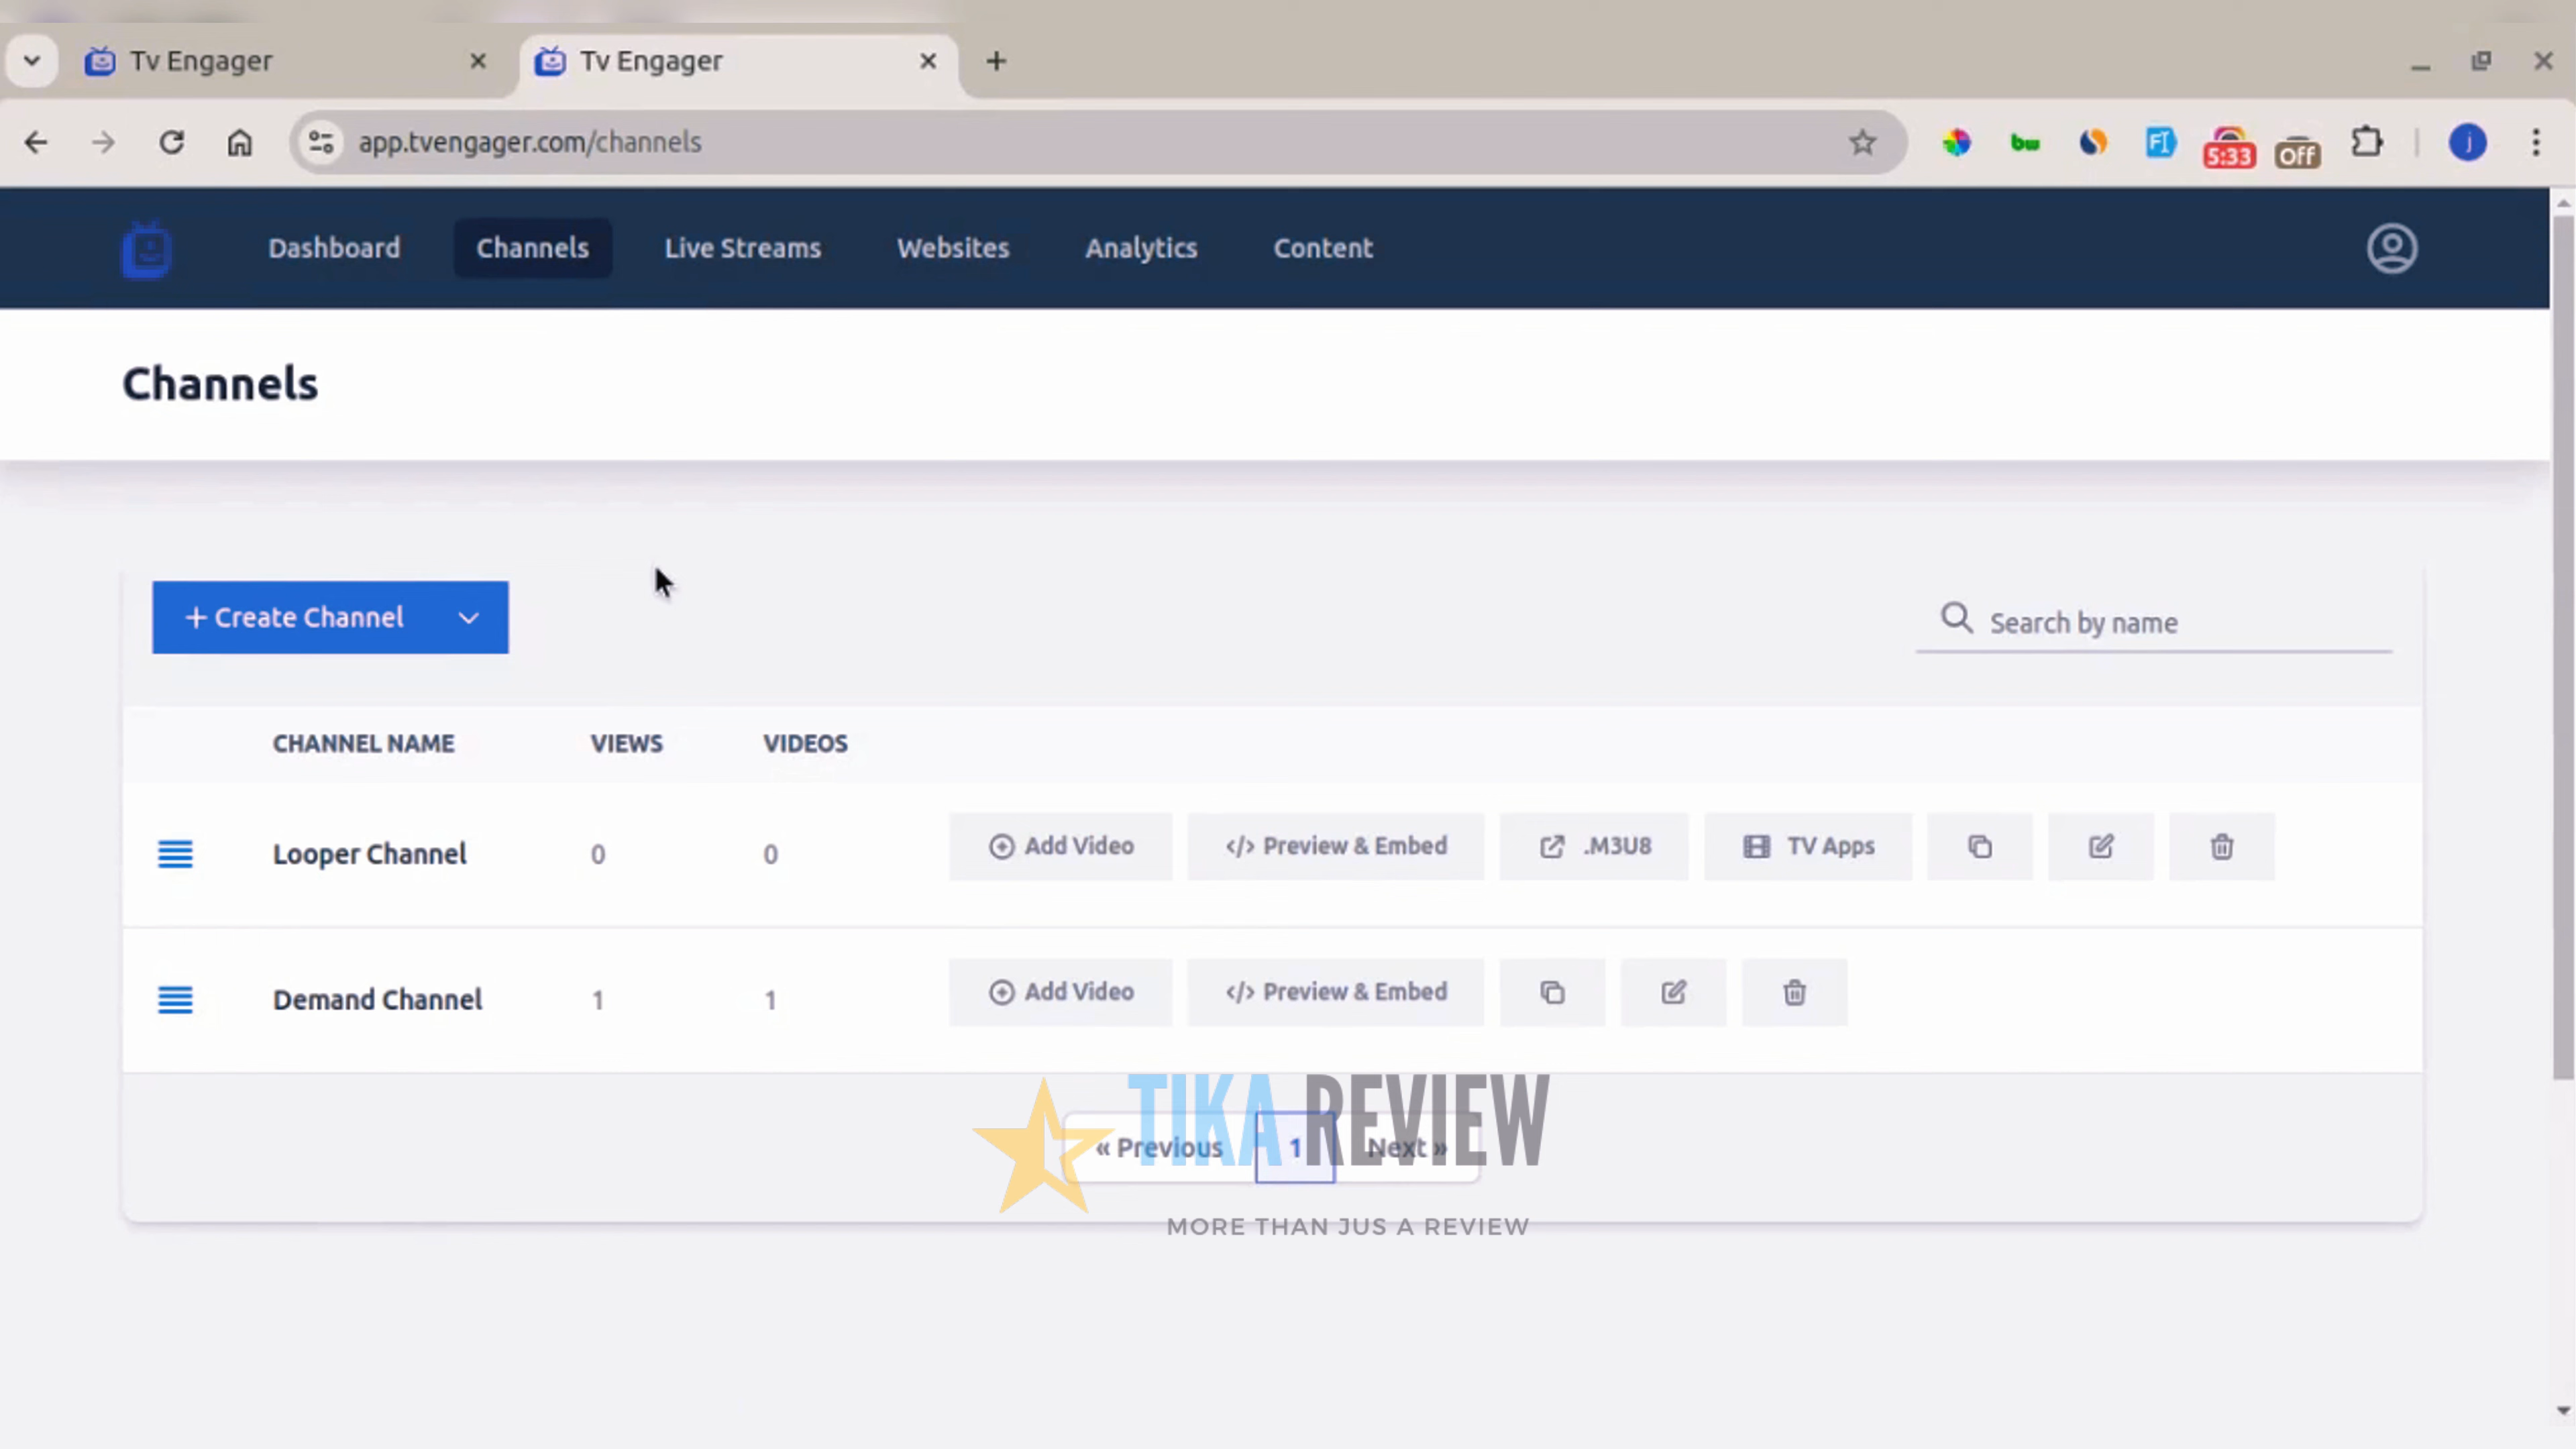 Tv Engager
Tv Engager
app.tvengager.com/channels
bw
FI
5:33
Off
j
Dashboard
Channels
Live Streams
Websites
Analytics
Content
Channels
+ Create Channel
Search by name
CHANNEL NAME
VIEWS
VIDEOS
Looper Channel
0
0
Add Video
</> Preview & Embed
.M3U8
TV Apps
Demand Channel
1
1
Add Video
</> Preview & Embed
TIKA REVIEW
« Previous
1
Next »
MORE THAN JUS A REVIEW